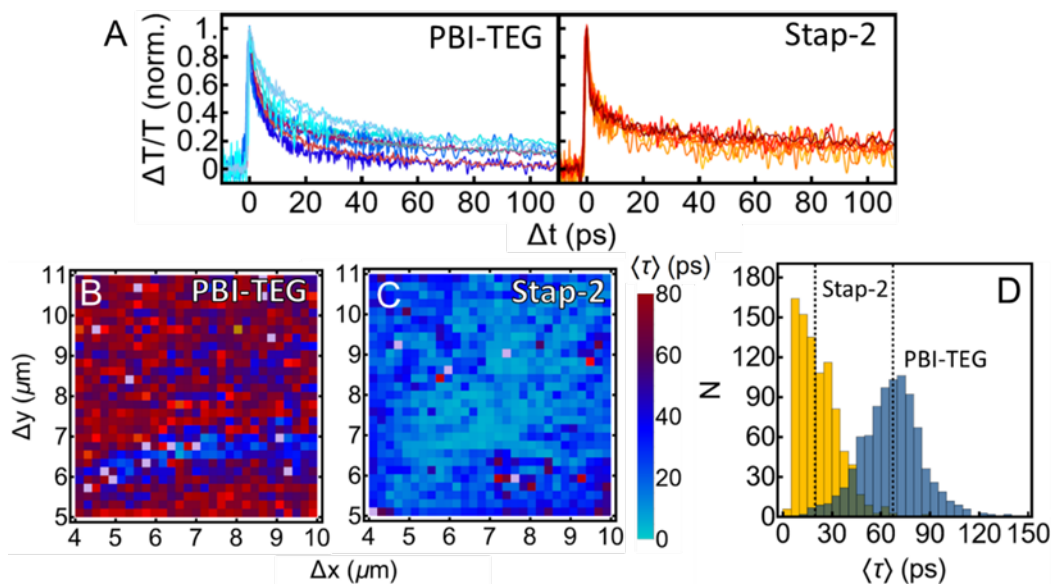 A
PBI-TEG
Stap-2
ΔT/T (norm.)
1.
0.8
0.6
0.4
0.2
0
0 20 40 60 80 100
0 20 40 60 80 100
Δt (ps)
B
PBI-TEG
Δy (μm)
11
10
9
8
7
6
5
4 5 6 7 8 9 10
C
Stap-2
11
10
9
8
7
6
5
4 5 6 7 8 9 10
Δx (μm)
⟨τ⟩ (ps)
80
60
40
20
0
D
Stap-2
PBI-TEG
N
180
150
120
90
60
30
0
0 30 60 90 120 150
⟨τ⟩ (ps)